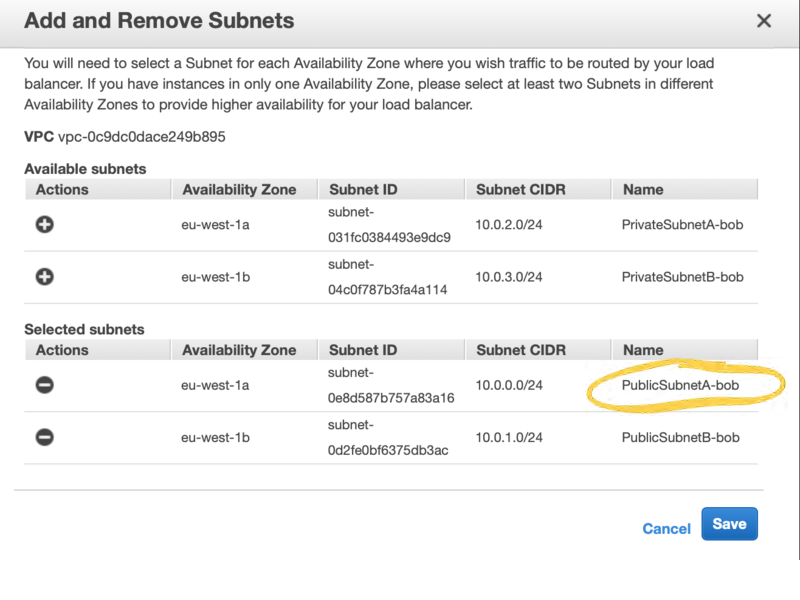 Add and Remove Subnets
You will need to select a Subnet for each Availability Zone where you wish traffic to be routed by your load
balancer. If you have instances in only one Availability Zone, please select at least two Subnets in different
Availability Zones to provide higher availability for your load balancer.
VPC vpc-0c9dc0dace249b895
Available subnets
Actions Availability Zone Subnet ID Subnet CIDR Name
eu-west-1a subnet-
031fc0384493e9dc9 10.0.2.0/24 PrivateSubnetA-bob
eu-west-1b subnet-
04c0f787b3fa4a114 10.0.3.0/24 PrivateSubnetB-bob
Selected subnets
Actions Availability Zone Subnet ID Subnet CIDR Name
eu-west-1a subnet-
0e8d587b757a83a16 10.0.0.0/24 PublicSubnetA-bob
eu-west-1b subnet-
0d2fe0bf6375db3ac 10.0.1.0/24 PublicSubnetB-bob
Cancel Save